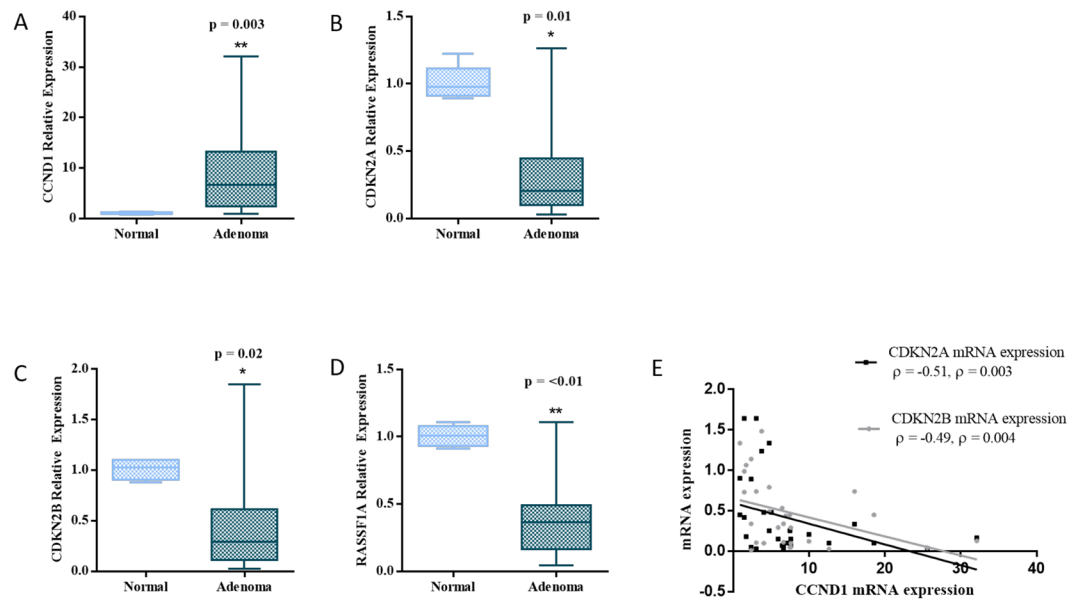 A
CCND1 Relative Expression
40
30
20
10
0
p = 0.003
**
Normal
Adenoma
B
CDKN2A Relative Expression
1.5
1.0
0.5
0.0
p = 0.01
*
Normal
Adenoma
C
CDKN2B Relative Expression
2.0
1.5
1.0
0.5
0.0
p = 0.02
*
Normal
Adenoma
D
RASSF1A Relative Expression
1.5
1.0
0.5
0.0
p = <0.01
**
Normal
Adenoma
E
CDKN2A mRNA expression
ρ = -0.51, ρ = 0.003
CDKN2B mRNA expression
ρ = -0.49, ρ = 0.004
mRNA expression
2.0
1.5
1.0
0.5
0.0
-0.5
10
20
30
40
CCND1 mRNA expression